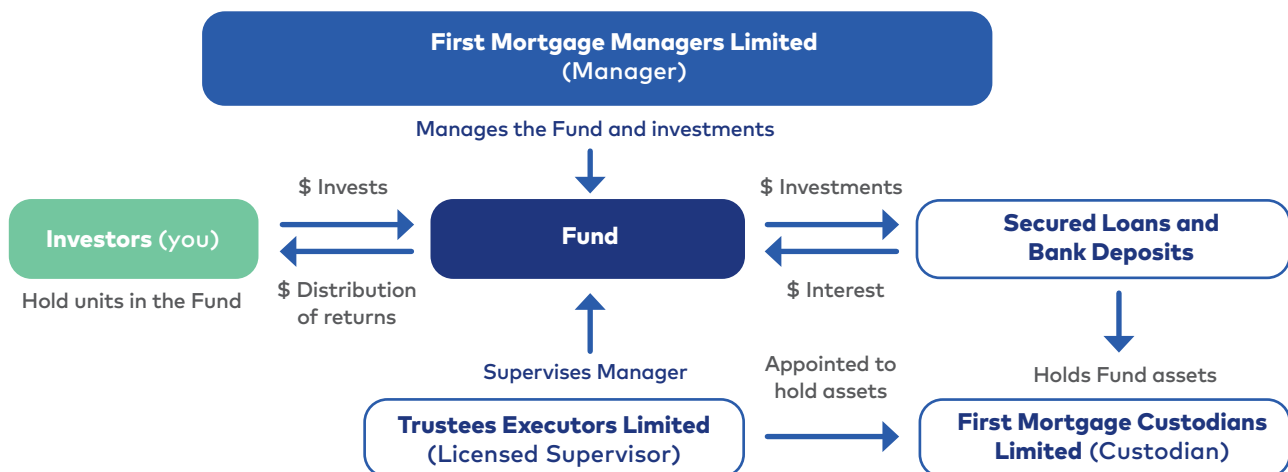 First Mortgage Managers Limited
(Manager)
Manages the Fund and investments
$ Invests
$ Investments
Investors (you)
Fund
Secured Loans and
Bank Deposits
Hold units in the Fund
$ Distribution
of returns
$ Interest
Supervises Manager
Appointed to
hold assets
Holds Fund assets
Trustees Executors Limited
(Licensed Supervisor)
First Mortgage Custodians
Limited (Custodian)